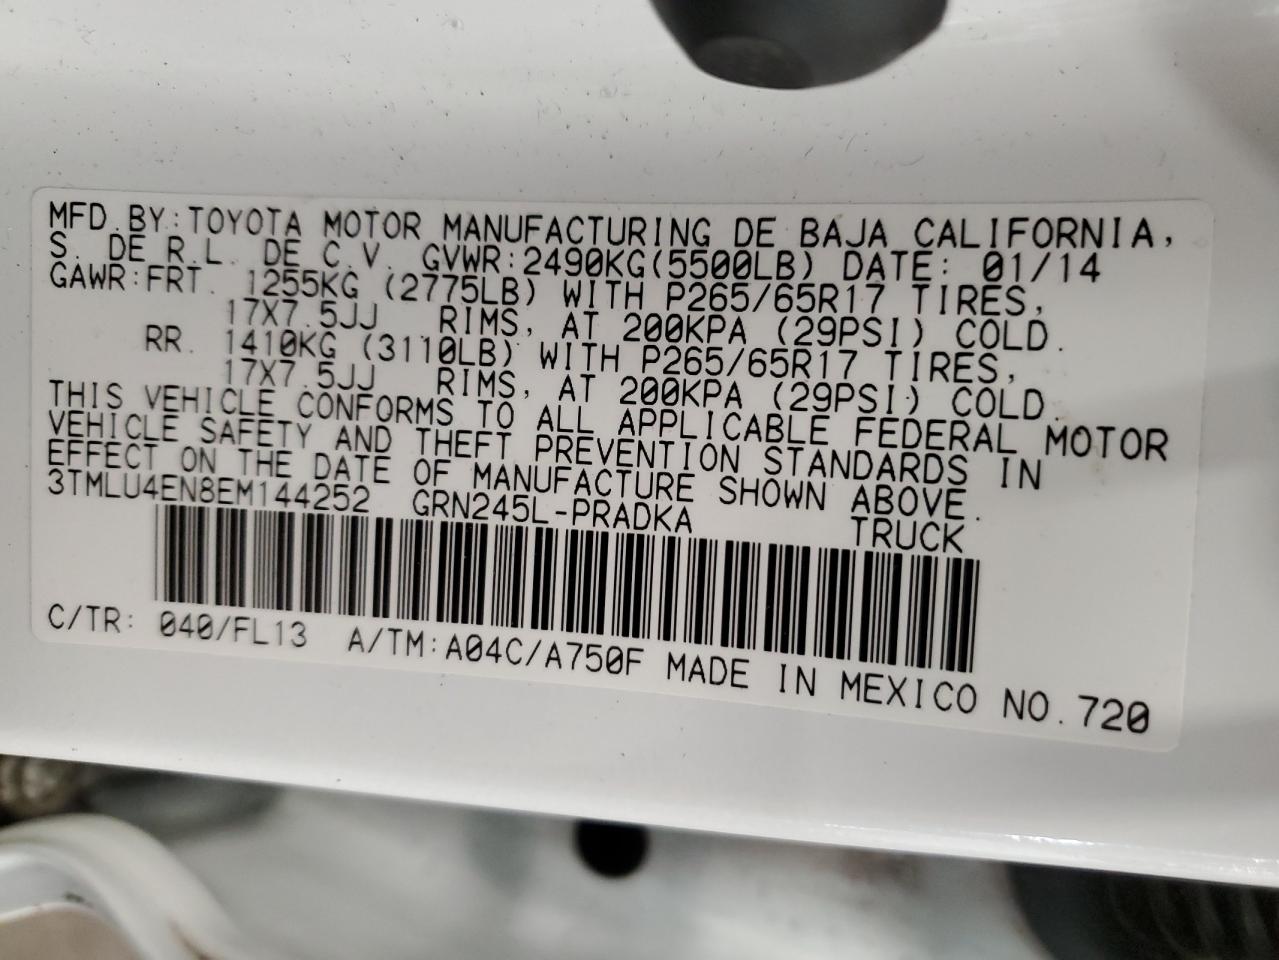 MFD.BY:TOYOTA MOTOR MANUFACTURING DE BAJA CALIFORNIA,
S. DE R.L. DE C.V. GVWR:2490KG(5500LB) DATE: 01/14
GAWR:FRT. 1255KG (2775LB) WITH P265/65R17 TIRES,
17X7.5JJ RIMS, AT 200KPA (29PSI) COLD.
RR. 1410KG (3110LB) WITH P265/65R17 TIRES,
17X7.5JJ RIMS, AT 200KPA (29PSI) COLD.
THIS VEHICLE CONFORMS TO ALL APPLICABLE FEDERAL MOTOR
VEHICLE SAFETY AND THEFT PREVENTION STANDARDS IN
EFFECT ON THE DATE OF MANUFACTURE SHOWN ABOVE.
3TMLU4EN8EM144252 GRN245L-PRADKA TRUCK
C/TR: 040/FL13 A/TM:A04C/A750F MADE IN MEXICO NO.720